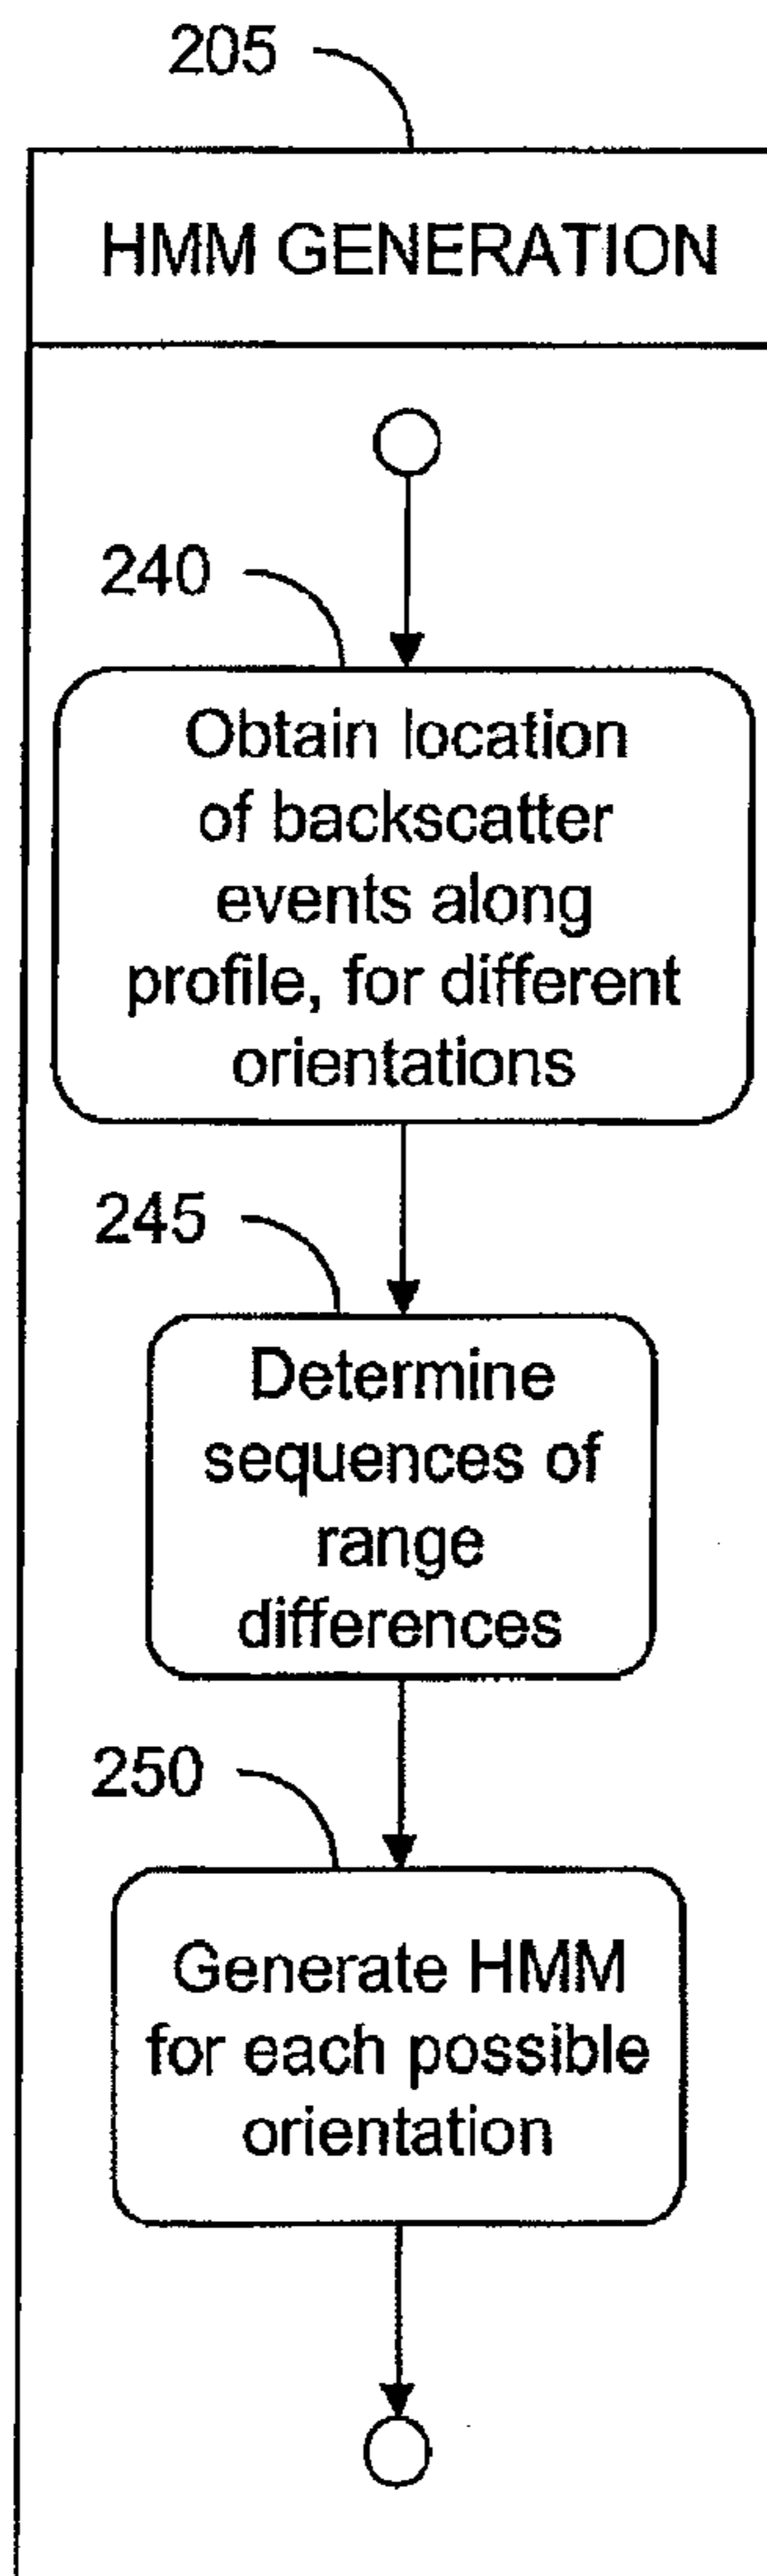 205
HMM GENERATION
240
Obtain location
of backscatter
events along
profile, for different
orientations
245
Determine
sequences of
range
differences
250
Generate HMM
for each possible
orientation